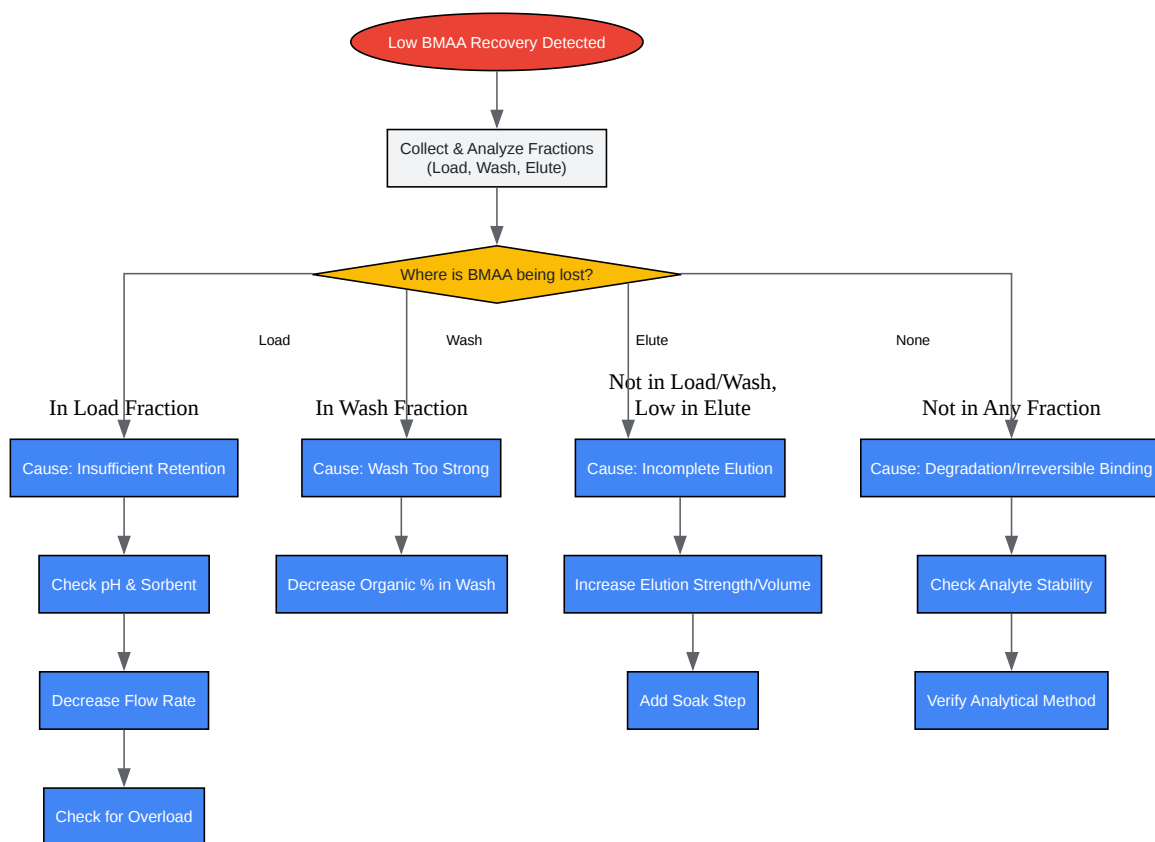 Low BMAA Recovery Detected
Collect & Analyze Fractions
(Load, Wash, Elute)
Where is BMAA being lost?
Load
Wash
Elute
None
In Load Fraction
In Wash Fraction
Not in Load/Wash,
Low in Elute
Not in Any Fraction
Cause: Insufficient Retention
Cause: Wash Too Strong
Cause: Incomplete Elution
Cause: Degradation/Irreversible Binding
Check pH & Sorbent
Decrease Organic % in Wash
Increase Elution Strength/Volume
Check Analyte Stability
Decrease Flow Rate
Add Soak Step
Verify Analytical Method
Check for Overload